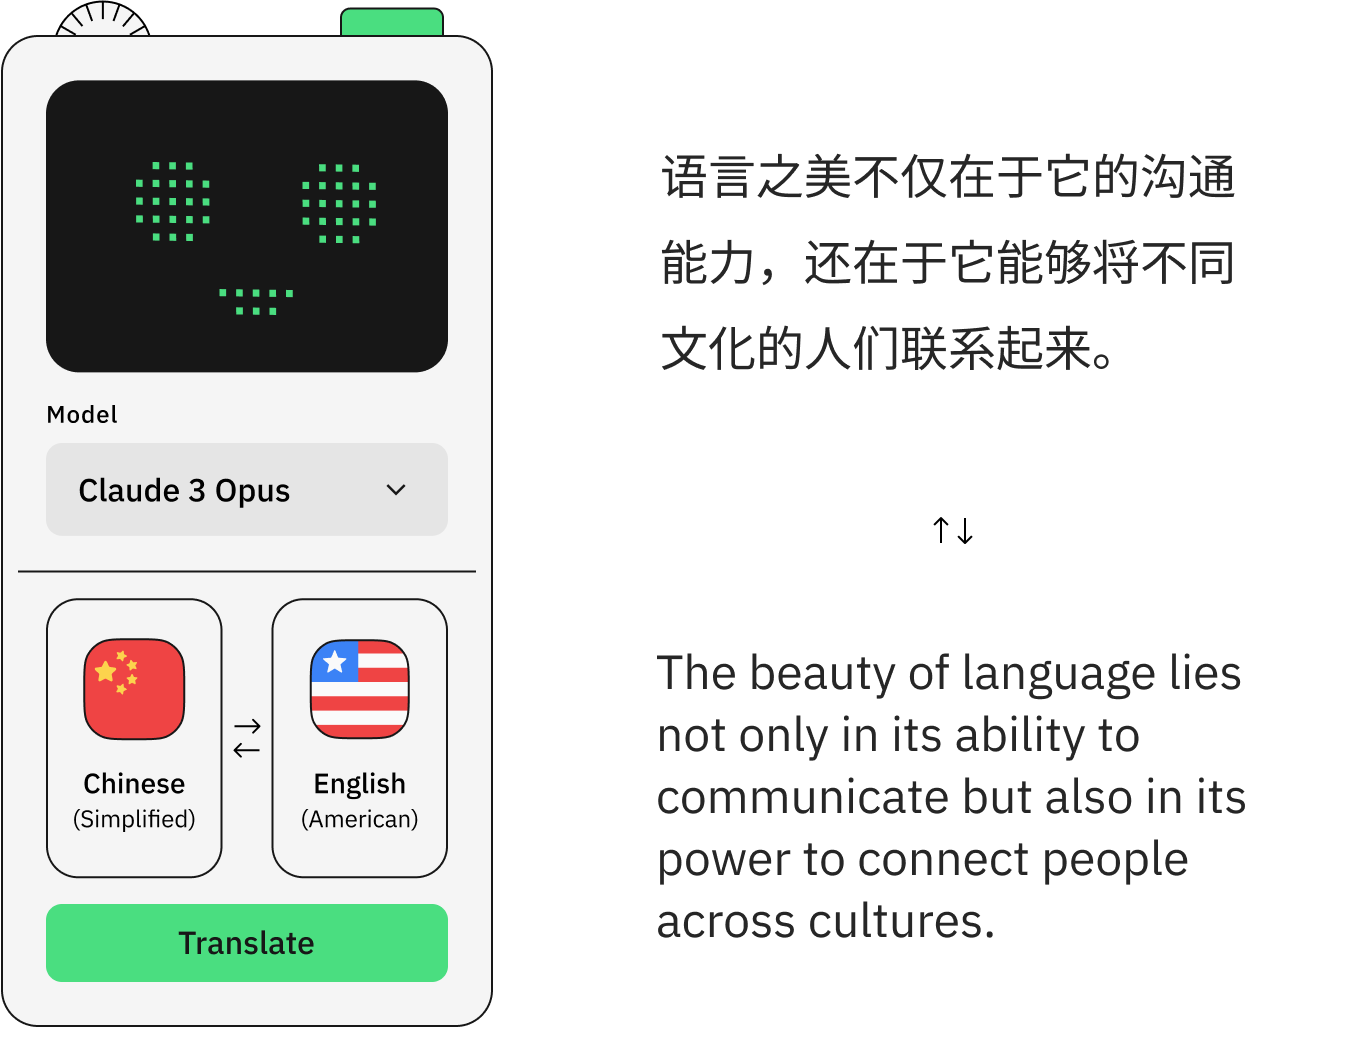 Model
Claude 3 Opus
Chinese
(Simplified)
English
(American)
Translate
语言之美不仅在于它的沟通
能力，还在于它能够将不同
文化的人们联系起来。
The beauty of language lies
not only in its ability to
communicate but also in its
power to connect people
across cultures.